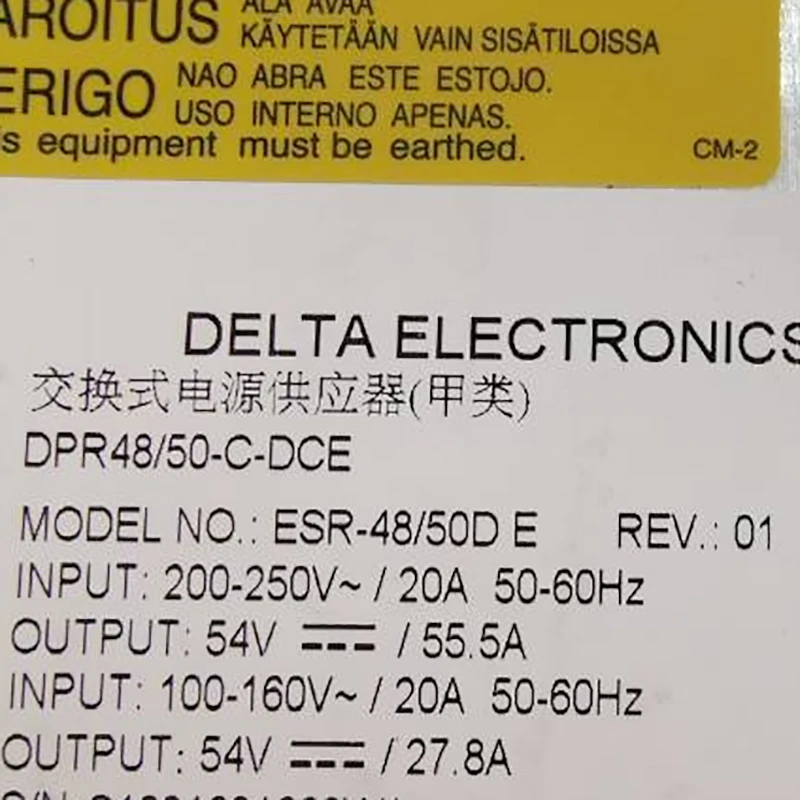 AROITUS ÄLÄ AVAA
KÄYTETÄÄN VAIN SISÄTILOISSA
ERIGO NAO ABRA ESTE ESTOJO.
USO INTERNO APENAS.
s equipment must be earthed. CM-2
DELTA ELECTRONICS
交换式电源供应器(甲类)
DPR48/50-C-DCE
MODEL NO.: ESR-48/50D E REV.: 01
INPUT: 200-250V~ / 20A 50-60Hz
OUTPUT: 54V ⎓ / 55.5A
INPUT: 100-160V~ / 20A 50-60Hz
OUTPUT: 54V ⎓ / 27.8A